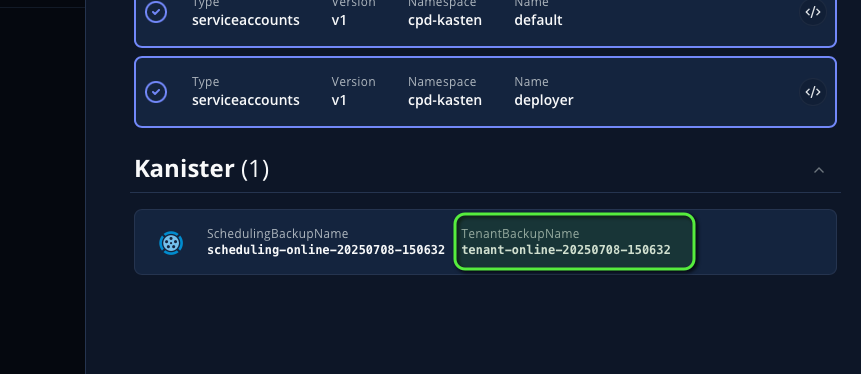 Type Version Namespace Name
serviceaccounts v1 cpd-kasten default
</>
Type Version Namespace Name
serviceaccounts v1 cpd-kasten deployer
</>
Kanister (1)
SchedulingBackupName TenantBackupName
scheduling-online-20250708-150632 tenant-online-20250708-150632